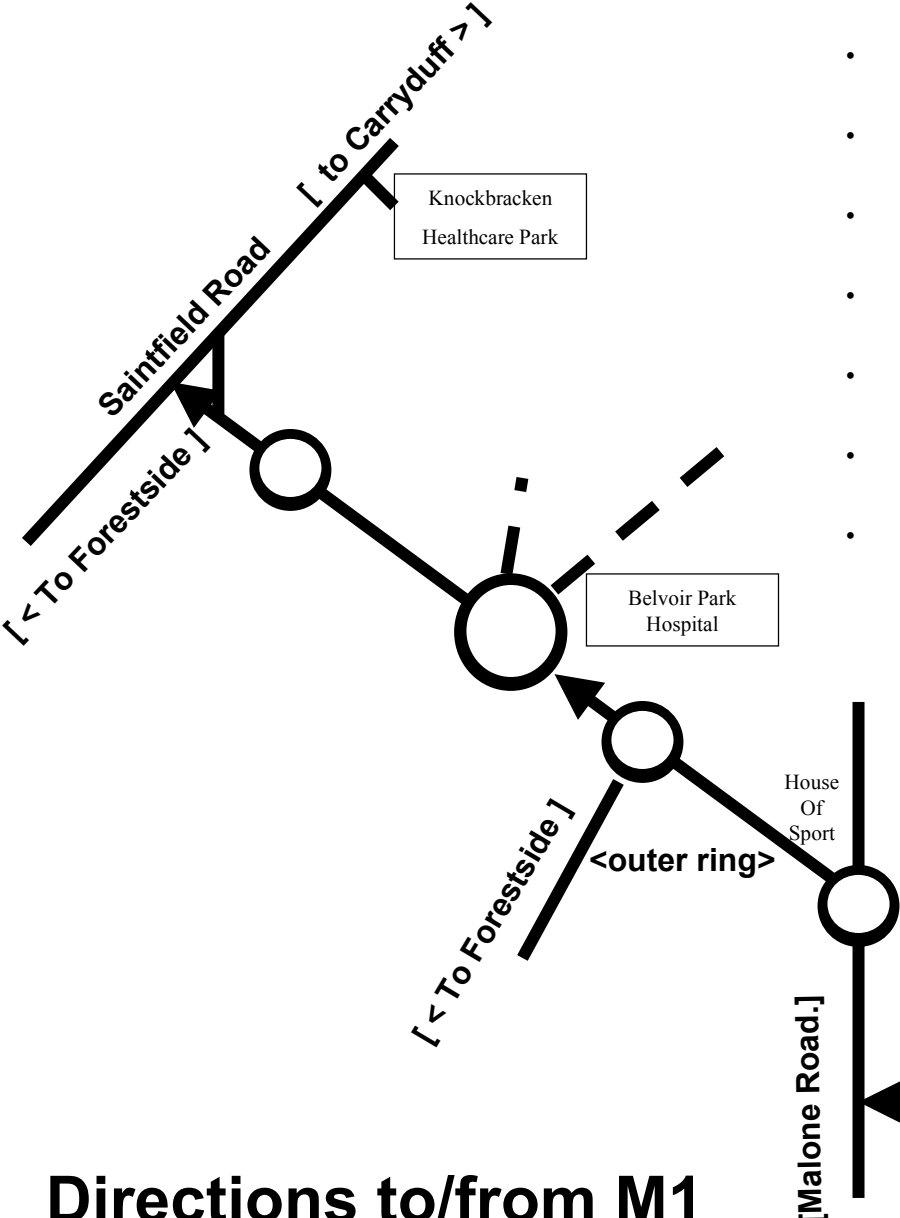 [ to Carryduff > ]
Knockbracken
Healthcare Park
Saintfield Road
[ < To Forestside ]
Belvoir Park
Hospital
House
Of
Sport
<outer ring>
[ < To Forestside ]
[Malone Road.]
Directions to/from M1